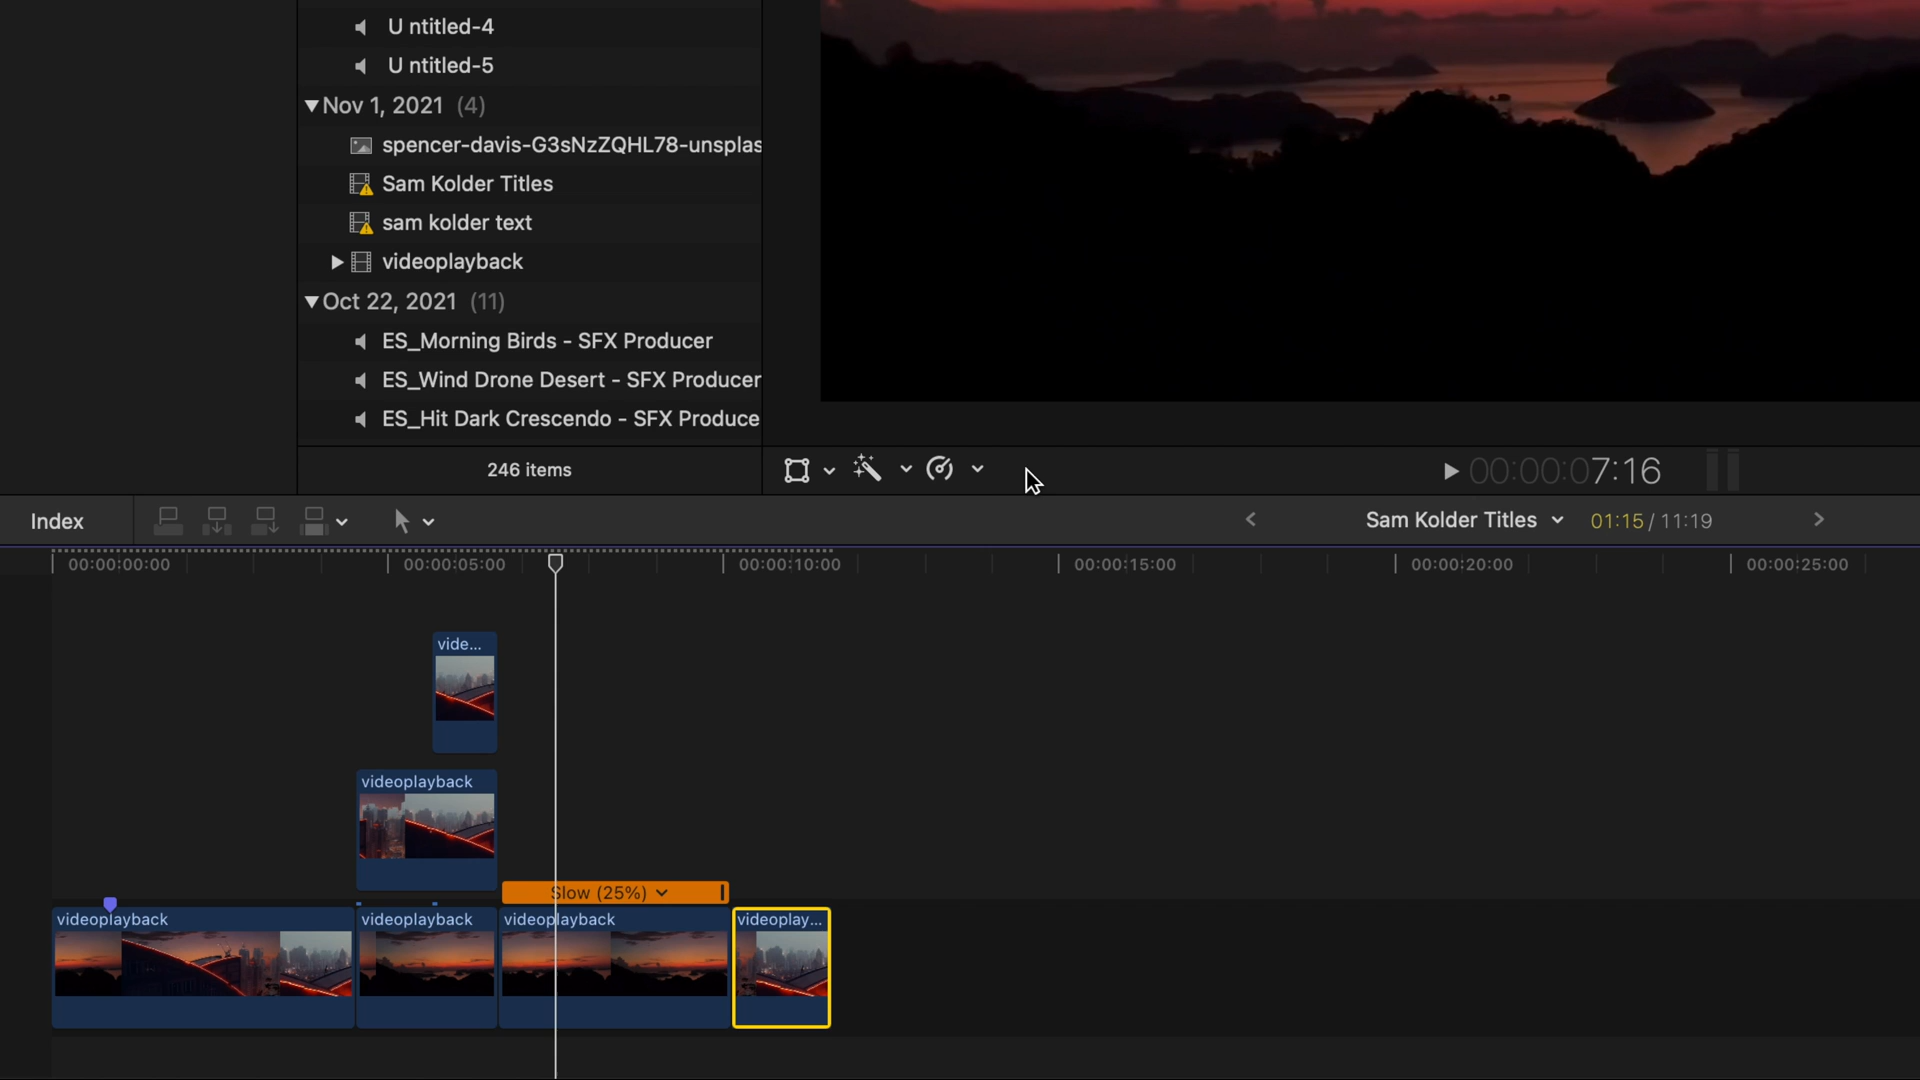 U ntitled-4
U ntitled-5
Nov 1, 2021 (4)
spencer-davis-G3sNzZQHL78-unsplas
Sam Kolder Titles
sam kolder text
videoplayback
Oct 22, 2021 (11)
ES_Morning Birds - SFX Producer
ES_Wind Drone Desert - SFX Producer
ES_Hit Dark Crescendo - SFX Produce
246 items
00:00:07:16
Index
Sam Kolder Titles
01:15 / 11:19
00:00:00:00
00:00:05:00
00:00:10:00
00:00:15:00
00:00:20:00
00:00:25:00
vide...
videoplayback
Slow (25%)
videoplayback
videoplayback
videoplayback
videoplay...